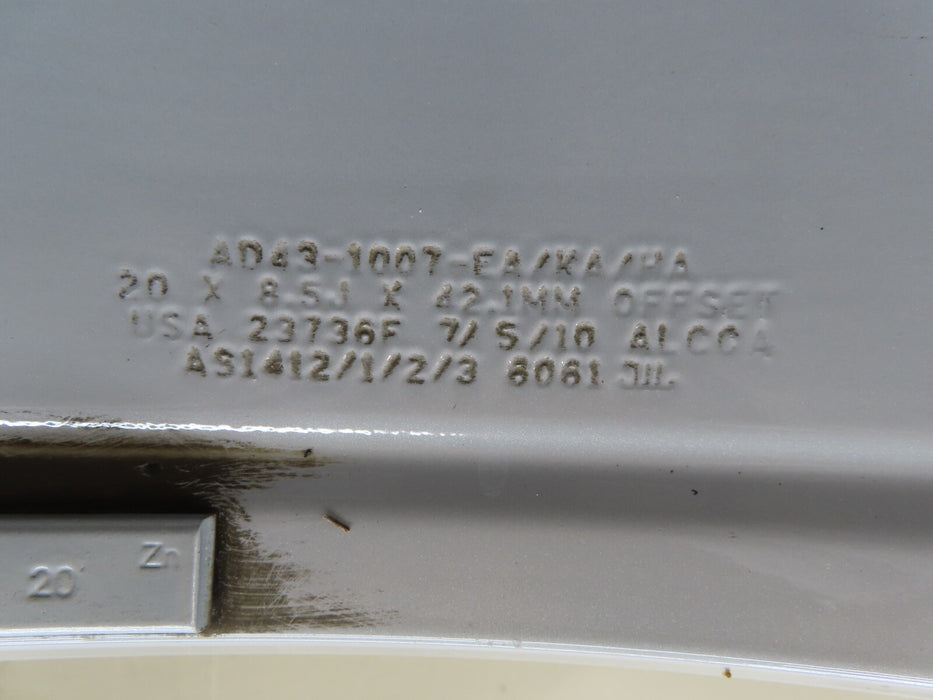 AD43-1007-EA/KA/HA
20 X 8.5J X 42.1MM OFFSET
USA 23736F 7/ 5/10 ALCOA
AS1412/1/2/3 6061
Zn
20